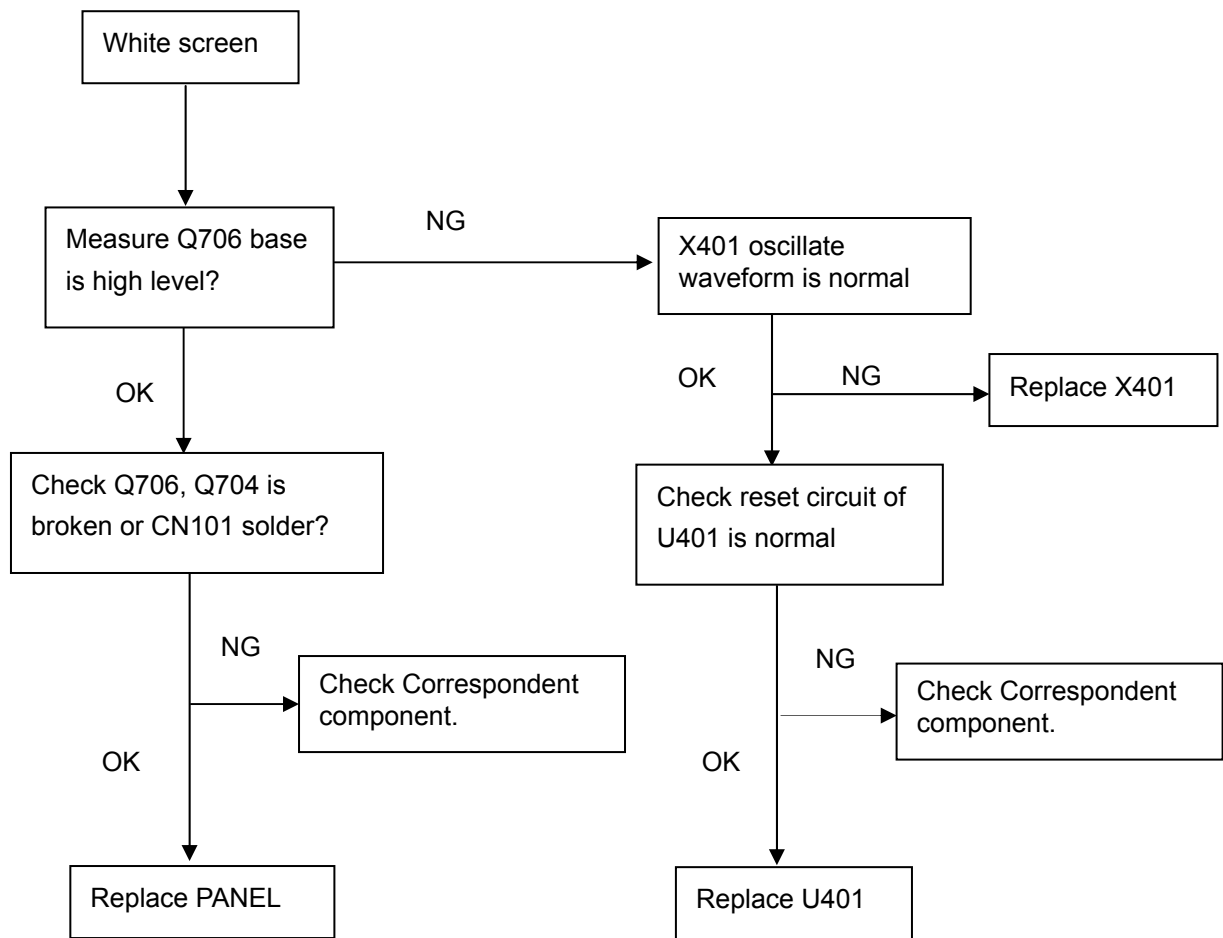 White screen
Measure Q706 base
is high level?
NG
X401 oscillate
waveform is normal
OK
OK
NG
Replace X401
Check Q706, Q704 is
broken or CN101 solder?
Check reset circuit of
U401 is normal
NG
Check Correspondent
component.
NG
Check Correspondent
component.
OK
OK
Replace PANEL
Replace U401